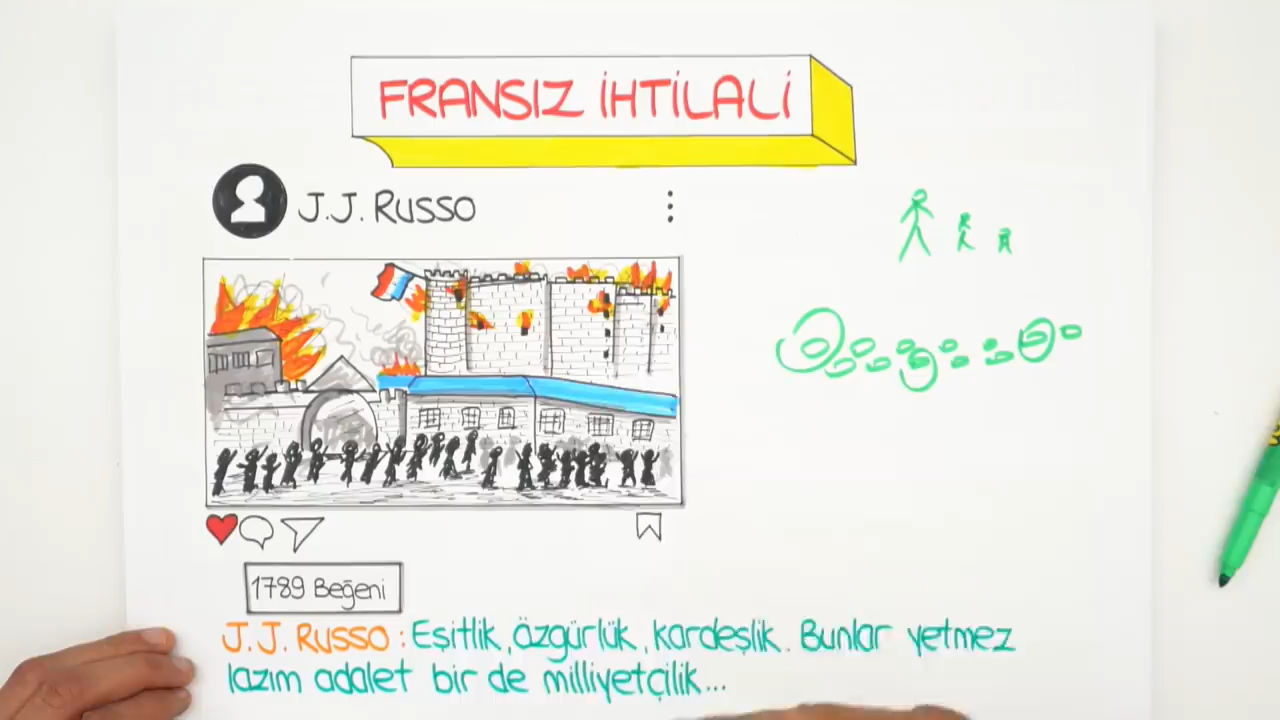 FRANSIZ İHTİLALİ
J.J. Russo
1789 Beğeni
J.J. Russo : Eşitlik, özgürlük, kardeşlik. Bunlar yetmez
lazım adalet bir de milliyetçilik...